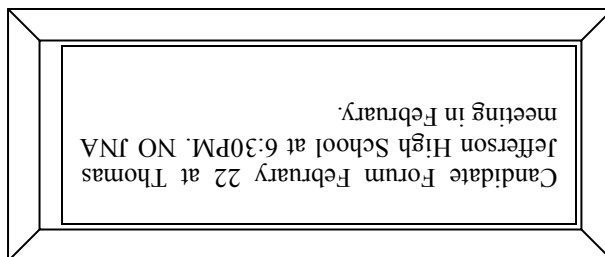 Candidate Forum February 22 at Thomas
Jefferson High School at 6:30PM. NO JNA
meeting in February.